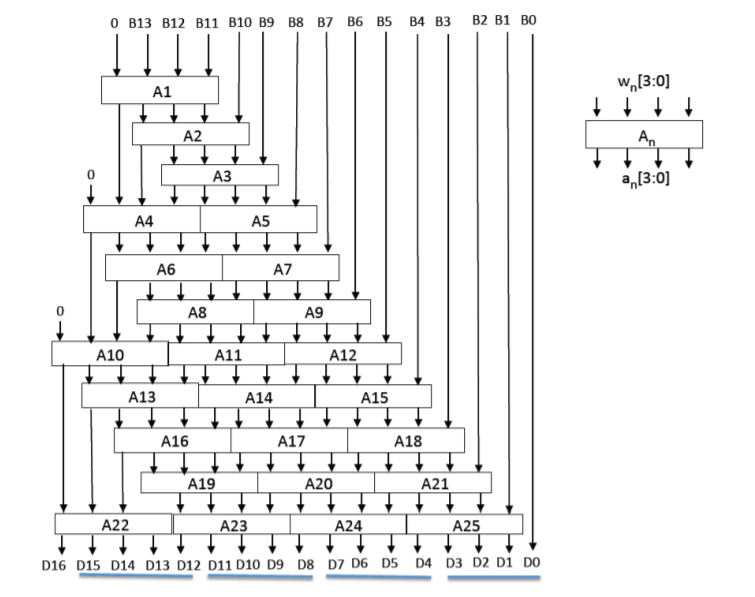 0 B13 B12 B11 B10 B9 B8 B7 B6 B5 B4 B3 B2 B1 B0
wn[3:0]
A1
An
A2
an[3:0]
A3
0
A4 A5
A6 A7
A8 A9
0
A10 A11 A12
A13 A14 A15
A16 A17 A18
A19 A20 A21
A22 A23 A24 A25
D16 D15 D14 D13 D12 D11 D10 D9 D8 D7 D6 D5 D4 D3 D2 D1 D0